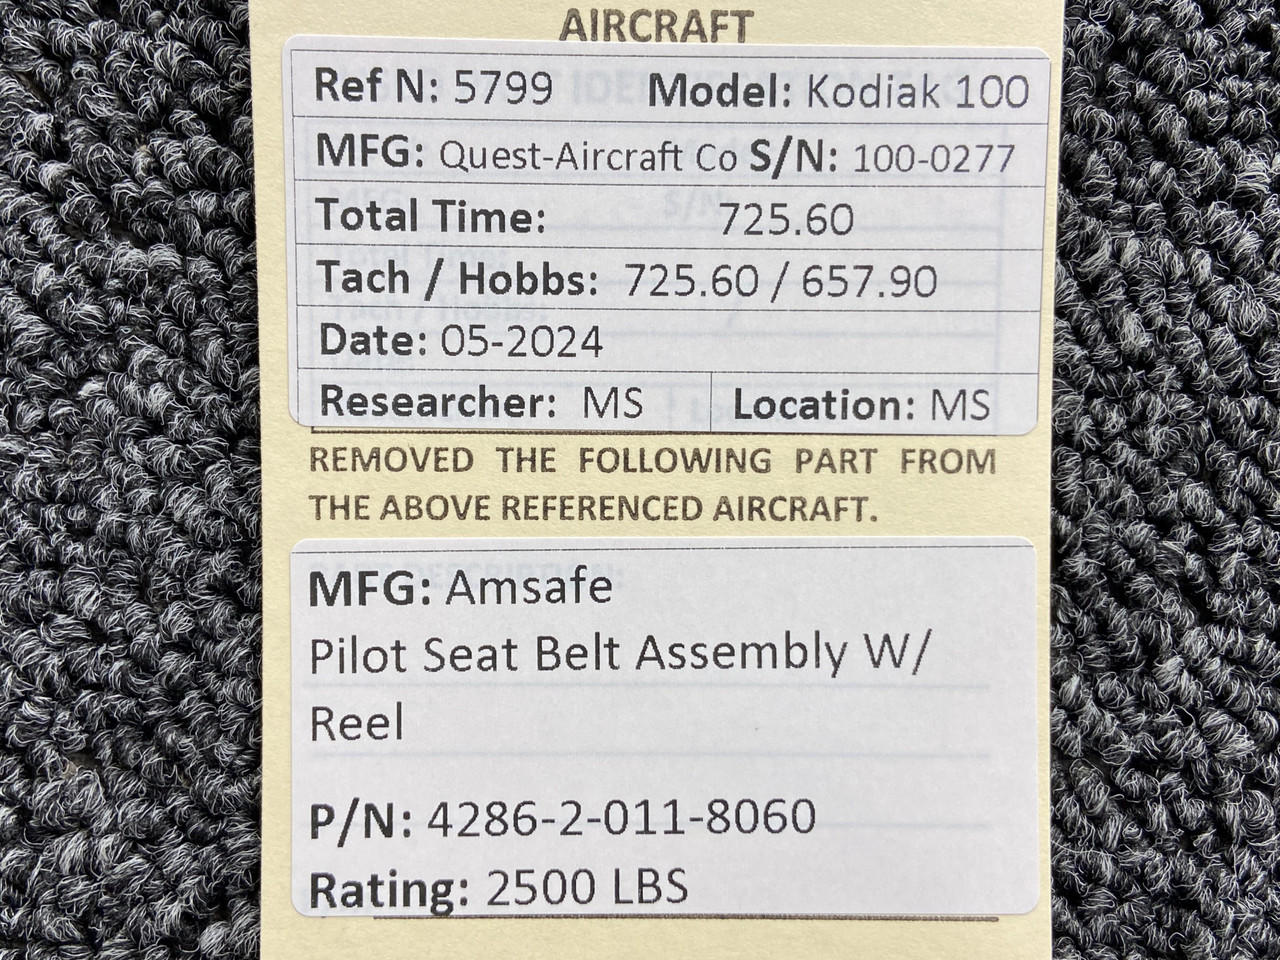 AIRCRAFT
Ref N: 5799 Model: Kodiak 100
MFG: Quest-Aircraft Co S/N: 100-0277
Total Time: 725.60
Tach / Hobbs: 725.60 / 657.90
Date: 05-2024
Researcher: MS Location: MS
REMOVED THE FOLLOWING PART FROM
THE ABOVE REFERENCED AIRCRAFT.
MFG: Amsafe
Pilot Seat Belt Assembly W/
Reel
P/N: 4286-2-011-8060
Rating: 2500 LBS